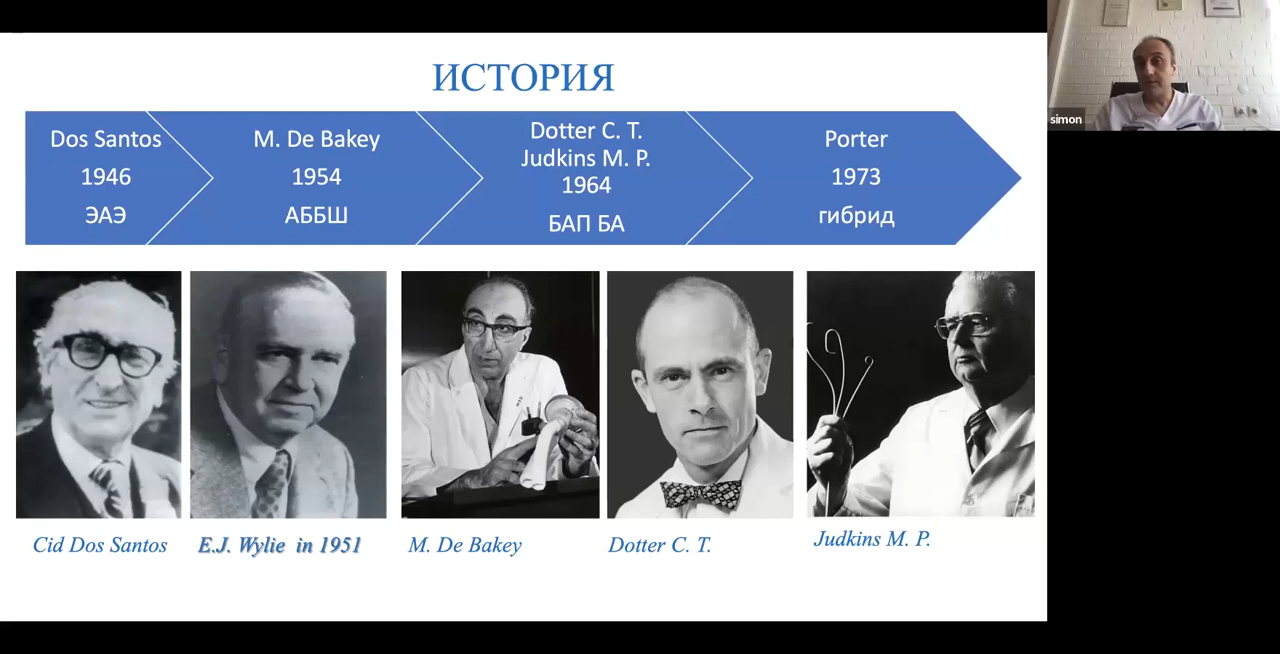 ИСТОРИЯ
Dos Santos
1946
ЭАЭ
M. De Bakey
1954
АББШ
Dotter C. T.
Judkins M. P.
1964
БАП БА
Porter
1973
гибрид
Cid Dos Santos
E.J. Wylie in 1951
M. De Bakey
Dotter C. T.
Judkins M. P.
simon